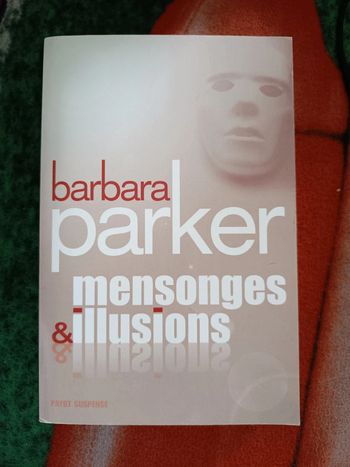 barbara
parker
mensonges
& illusions
PAYOT SUSPENSE